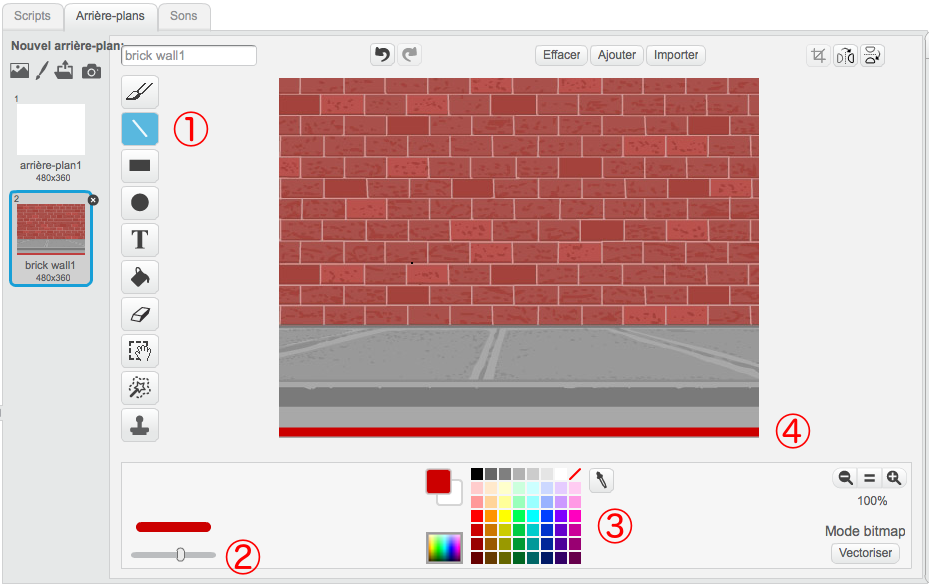 Scripts Arrière-plans Sons
Nouvel arrière-plan:
brick wall1
Effacer Ajouter Importer
1
arrière-plan1
480x360
2
brick wall1
480x360
T
①
②
③
④
100%
Mode bitmap
Vectoriser